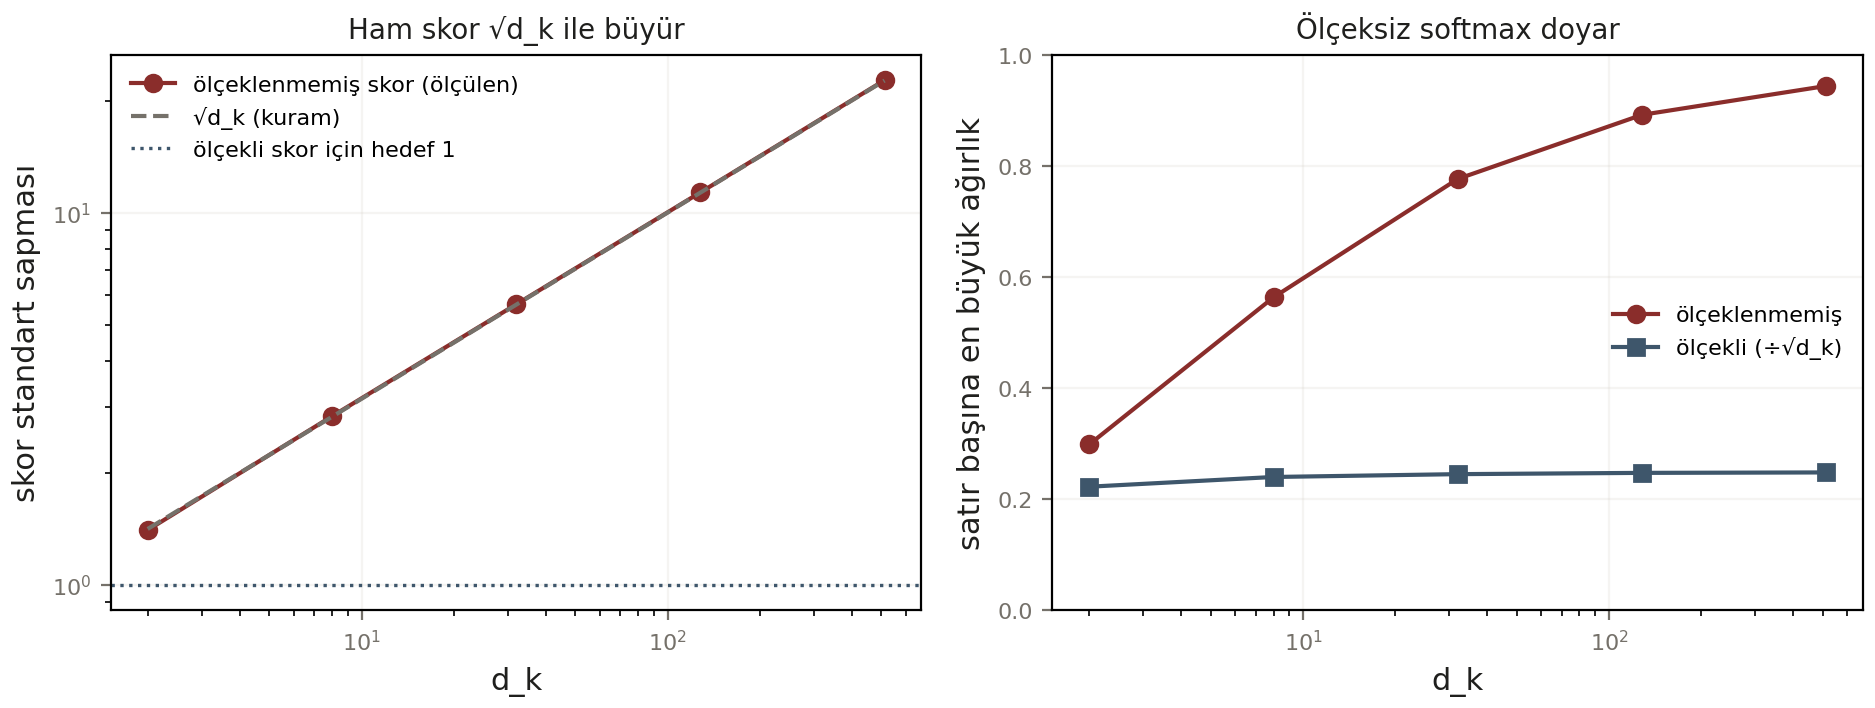 Ham skor √d_k ile büyür
ölçeklenmemiş skor (ölçülen)
√d_k (kuram)
ölçekli skor için hedef 1
skor standart sapması
10¹
10⁰
10¹
10²
d_k
Ölçeksiz softmax doyar
satır başına en büyük ağırlık
1.0
0.8
0.6
0.4
0.2
0.0
ölçeklenmemiş
ölçekli (÷√d_k)
10¹
10²
d_k